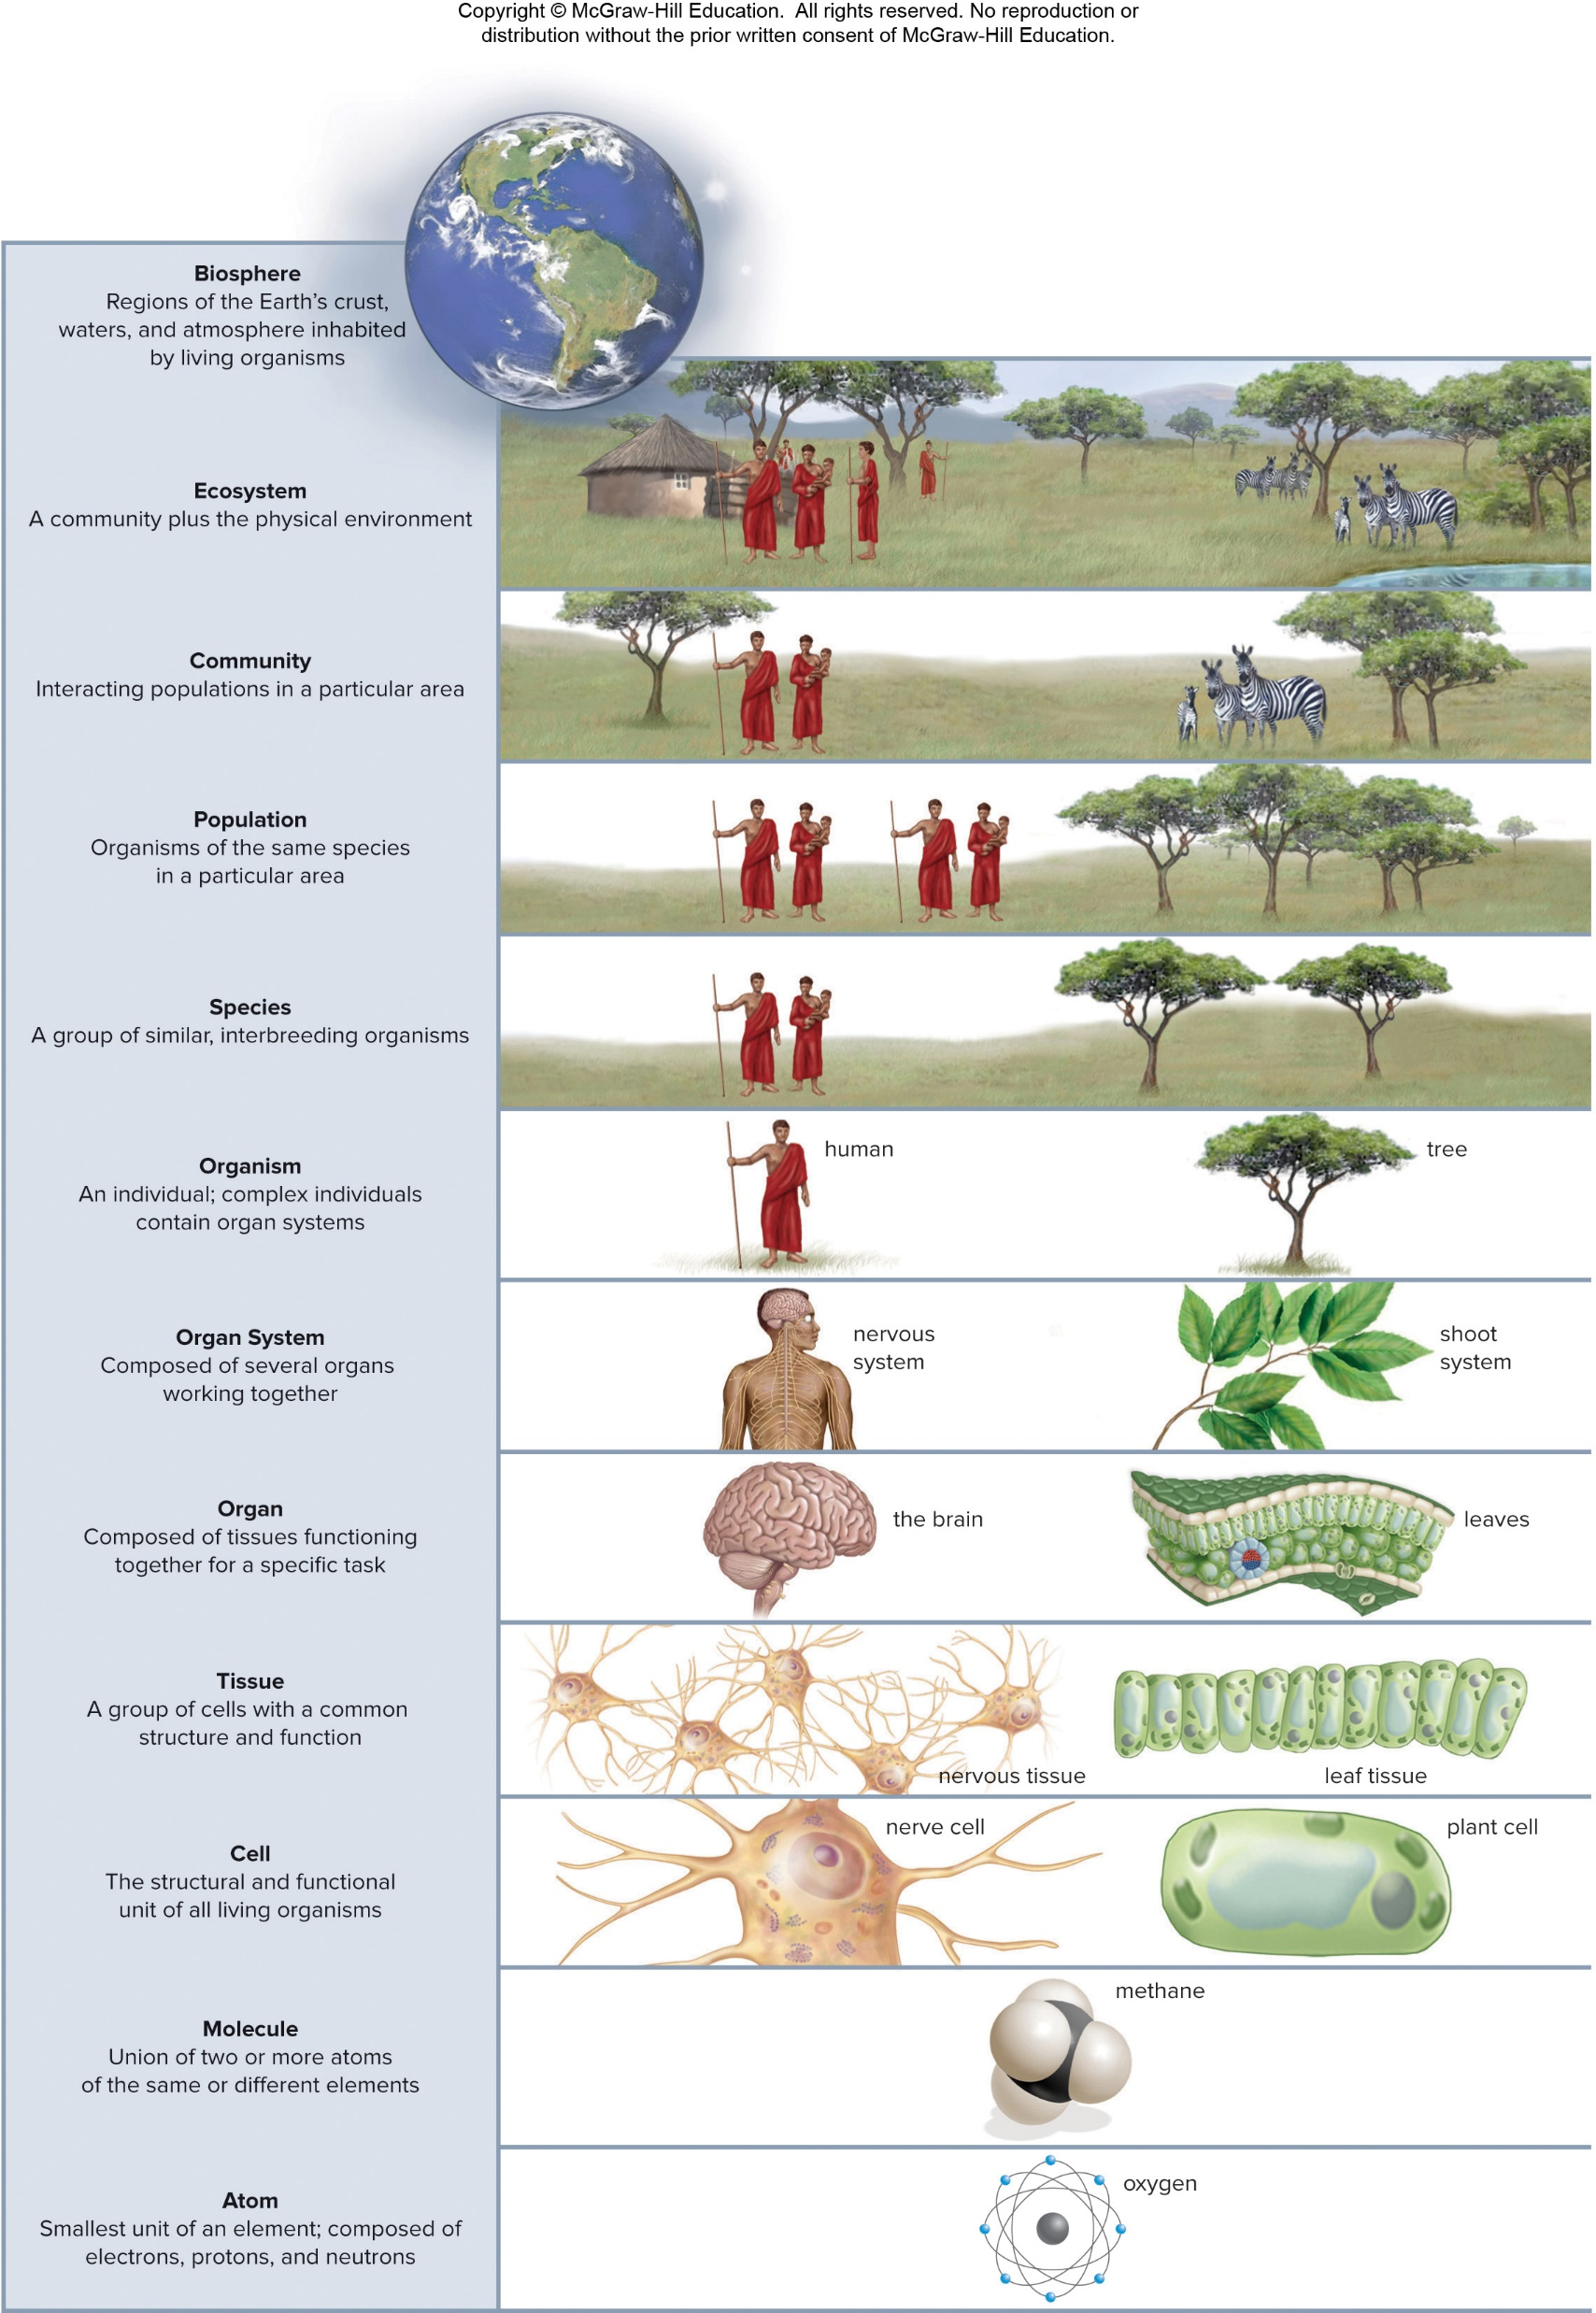 Copyright © McGraw-Hill Education.  All rights reserved. No reproduction or
distribution without the prior written consent of McGraw-Hill Education.
Biosphere
Regions of the Earth’s crust,
waters, and atmosphere inhabited
by living organisms
Ecosystem
A community plus the physical environment
Community
Interacting populations in a particular area
Population
Organisms of the same species
in a particular area
Species
A group of similar, interbreeding organisms
Organism
An individual; complex individuals
contain organ systems
human
tree
Organ System
Composed of several organs
working together
nervous
system
shoot
system
Organ
Composed of tissues functioning
together for a specific task
the brain
leaves
Tissue
A group of cells with a common
structure and function
nervous tissue
leaf tissue
Cell
The structural and functional
unit of all living organisms
nerve cell
plant cell
Molecule
Union of two or more atoms
of the same or different elements
methane
Atom
Smallest unit of an element; composed of
electrons, protons, and neutrons
oxygen